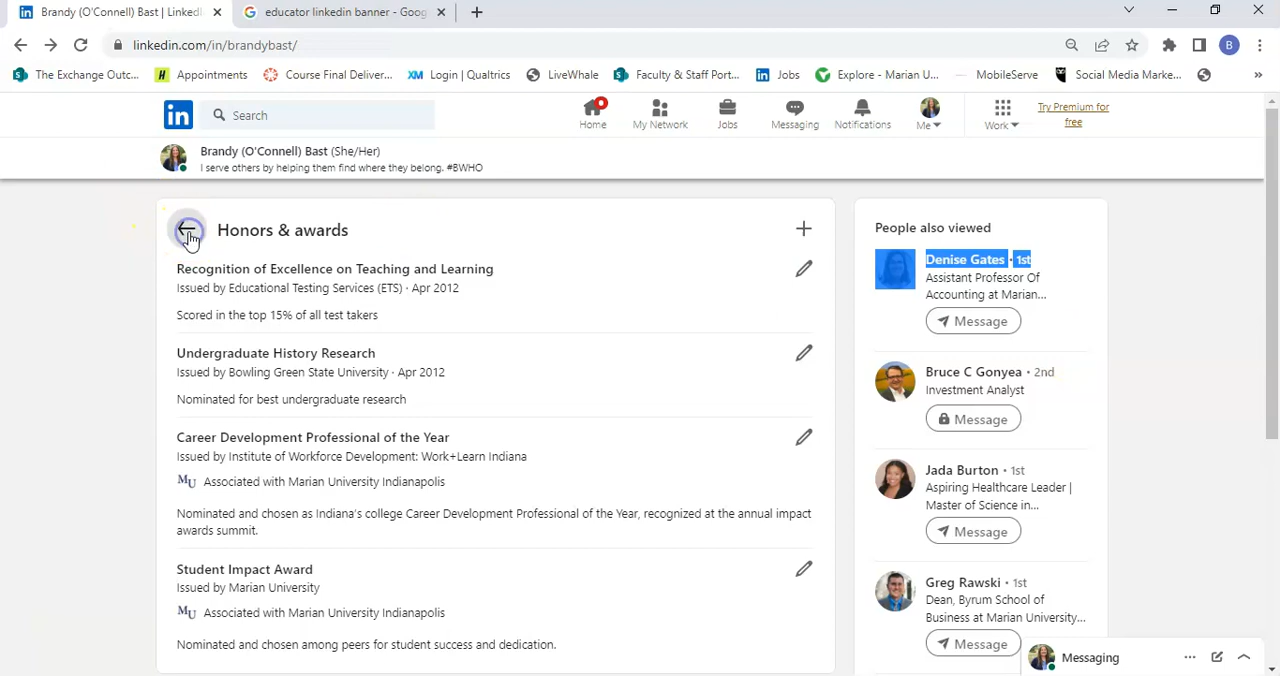 Brandy (O'Connell) Bast | LinkedI
educator linkedin banner - Goog
linkedin.com/in/brandybast/
B
The Exchange Outc...
Appointments
Course Final Deliver...
XM Login | Qualtrics
LiveWhale
Faculty & Staff Port...
Jobs
Explore - Marian U...
MobileServe
Social Media Marke...
»
in
Search
Home
My Network
Jobs
Messaging
Notifications
Me
Work
Try Premium for
free
Brandy (O'Connell) Bast (She/Her)
I serve others by helping them find where they belong. #BWHO
Honors & awards
Recognition of Excellence on Teaching and Learning
Issued by Educational Testing Services (ETS) · Apr 2012
Scored in the top 15% of all test takers
Undergraduate History Research
Issued by Bowling Green State University · Apr 2012
Nominated for best undergraduate research
Career Development Professional of the Year
Issued by Institute of Workforce Development: Work+Learn Indiana
MU Associated with Marian University Indianapolis
Nominated and chosen as Indiana's college Career Development Professional of the Year, recognized at the annual impact
awards summit.
Student Impact Award
Issued by Marian University
MU Associated with Marian University Indianapolis
Nominated and chosen among peers for student success and dedication.
People also viewed
Denise Gates · 1st
Assistant Professor Of
Accounting at Marian...
Message
Bruce C Gonyea · 2nd
Investment Analyst
Message
Jada Burton · 1st
Aspiring Healthcare Leader |
Master of Science in...
Message
Greg Rawski · 1st
Dean, Byrum School of
Business at Marian University...
Message
Messaging